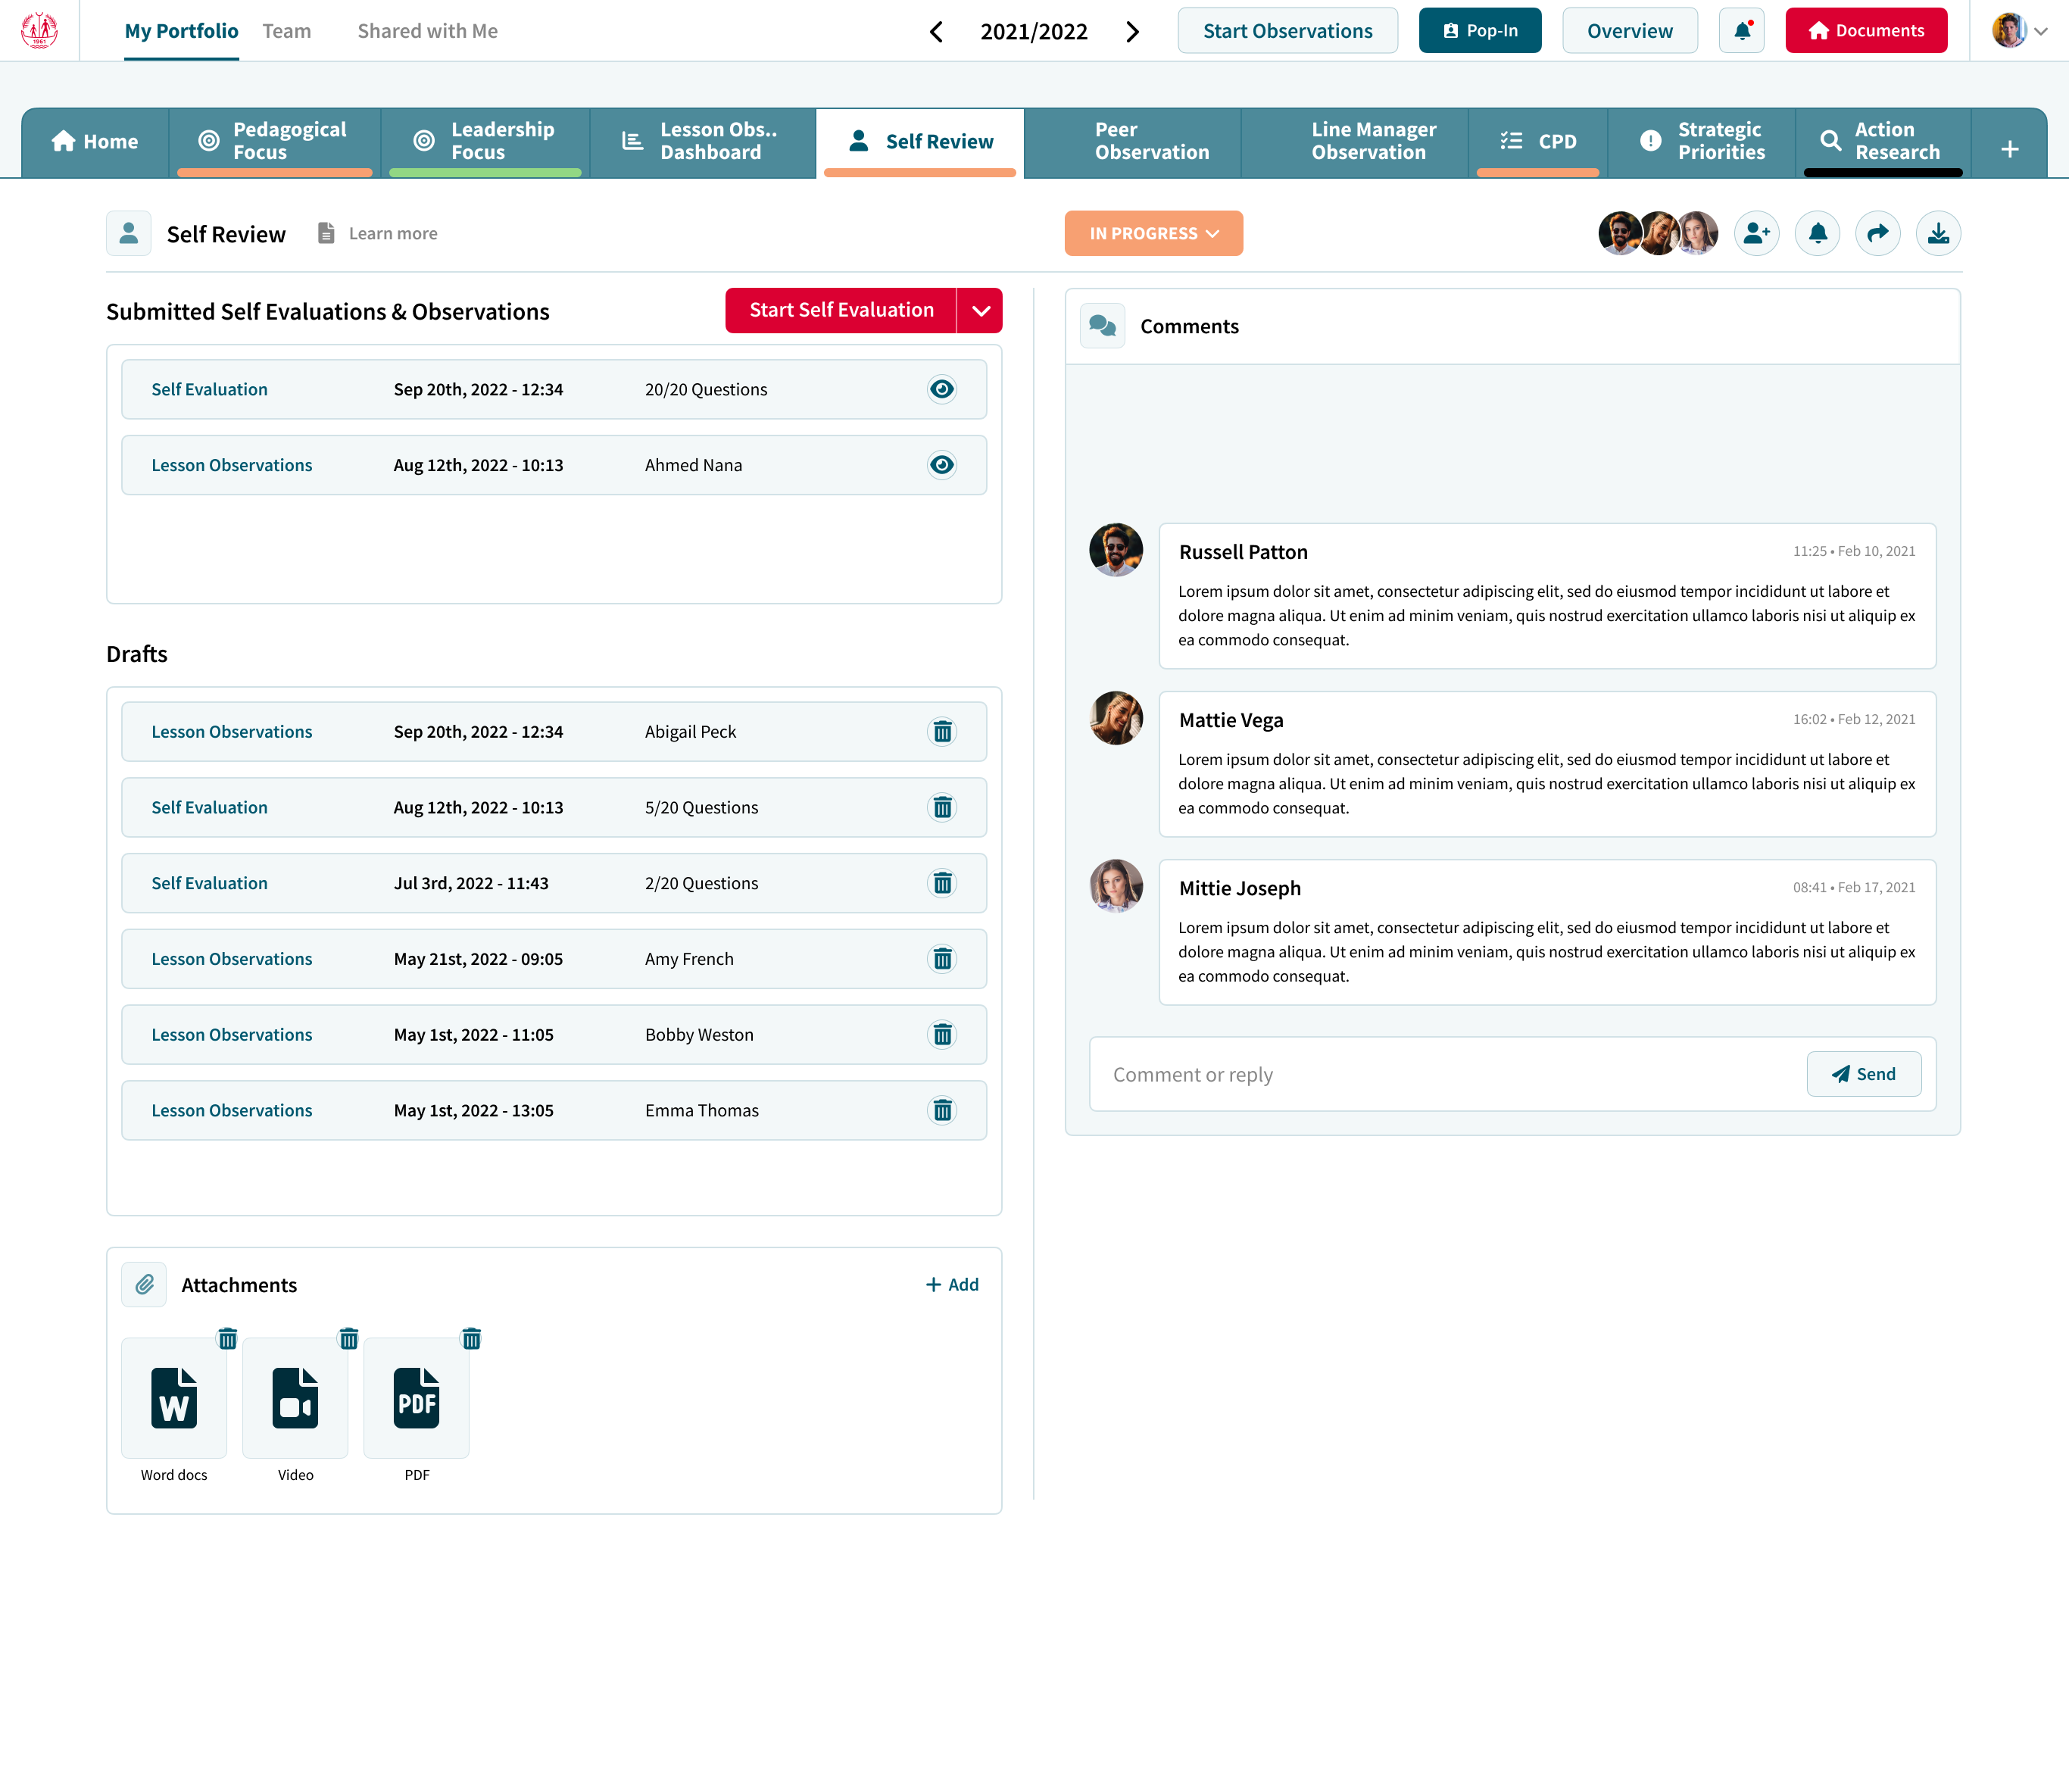 1961
My Portfolio
Team
Shared with Me
2021/2022
Start Observations
Pop-In
Overview
Documents
Home
Pedagogical
Focus
Leadership
Focus
Lesson Obs..
Dashboard
Self Review
Peer
Observation
Line Manager
Observation
CPD
Strategic
Priorities
Action
Research
Self Review
Learn more
IN PROGRESS
Submitted Self Evaluations & Observations
Start Self Evaluation
Self Evaluation Sep 20th, 2022 - 12:34 20/20 Questions
Lesson Observations Aug 12th, 2022 - 10:13 Ahmed Nana
Drafts
Lesson Observations Sep 20th, 2022 - 12:34 Abigail Peck
Self Evaluation Aug 12th, 2022 - 10:13 5/20 Questions
Self Evaluation Jul 3rd, 2022 - 11:43 2/20 Questions
Lesson Observations May 21st, 2022 - 09:05 Amy French
Lesson Observations May 1st, 2022 - 11:05 Bobby Weston
Lesson Observations May 1st, 2022 - 13:05 Emma Thomas
Attachments
Add
W
PDF
Word docs
Video
PDF
Comments
Russell Patton 11:25 • Feb 10, 2021
Lorem ipsum dolor sit amet, consectetur adipiscing elit, sed do eiusmod tempor incididunt ut labore et
dolore magna aliqua. Ut enim ad minim veniam, quis nostrud exercitation ullamco laboris nisi ut aliquip ex
ea commodo consequat.
Mattie Vega 16:02 • Feb 12, 2021
Lorem ipsum dolor sit amet, consectetur adipiscing elit, sed do eiusmod tempor incididunt ut labore et
dolore magna aliqua. Ut enim ad minim veniam, quis nostrud exercitation ullamco laboris nisi ut aliquip ex
ea commodo consequat.
Mittie Joseph 08:41 • Feb 17, 2021
Lorem ipsum dolor sit amet, consectetur adipiscing elit, sed do eiusmod tempor incididunt ut labore et
dolore magna aliqua. Ut enim ad minim veniam, quis nostrud exercitation ullamco laboris nisi ut aliquip ex
ea commodo consequat.
Comment or reply
Send